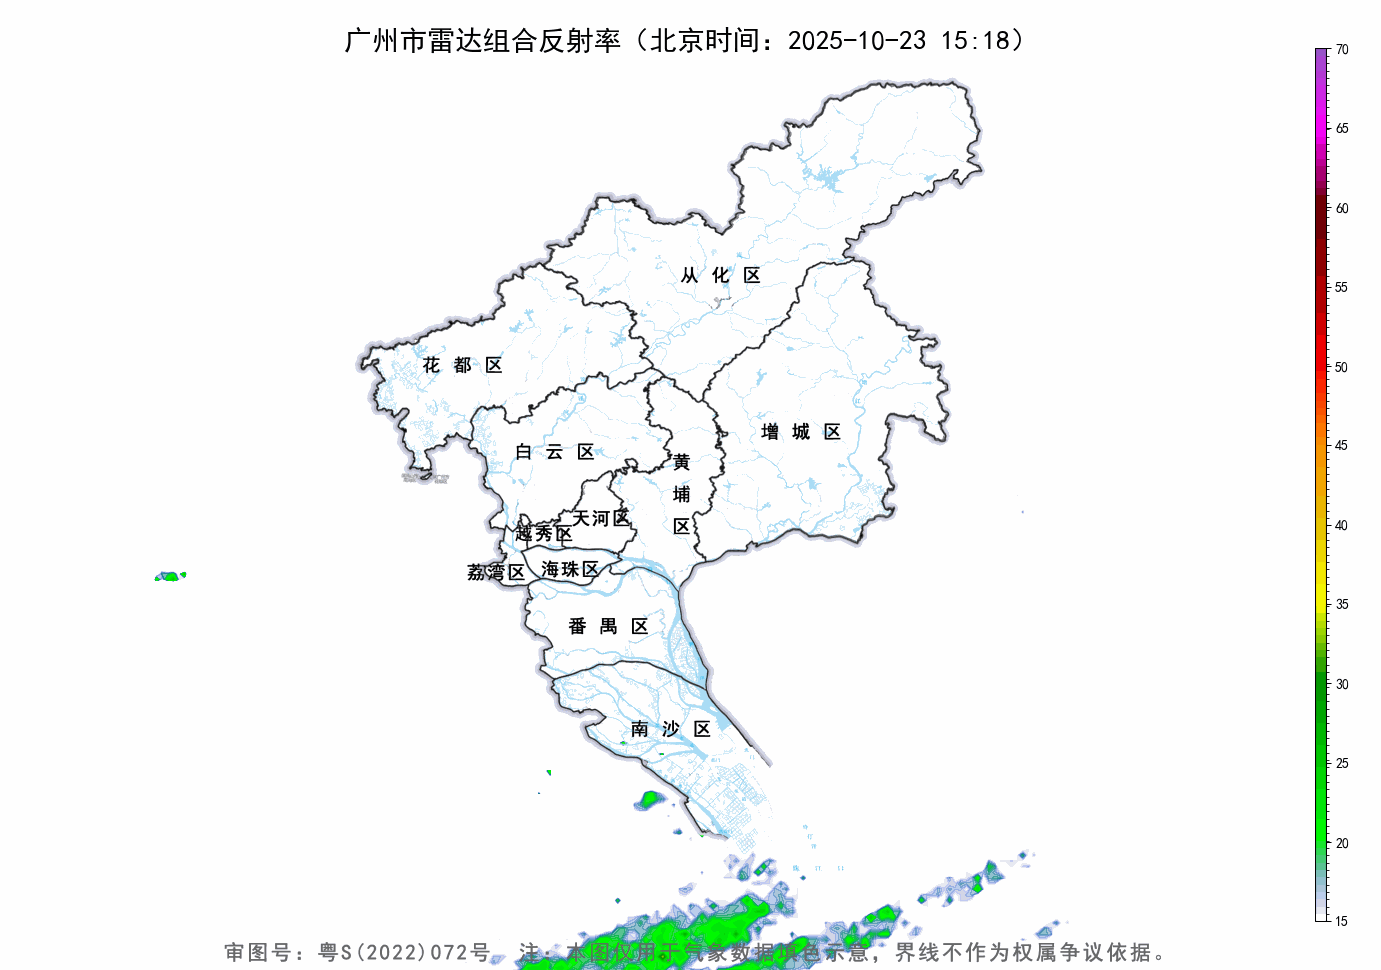 广州市雷达组合反射率（北京时间：2025-10-23 15:18）
70
65
60
55
50
45
40
35
30
25
20
15
从化区
花都区
增城区
白云区
黄埔区
天河区
越秀区
荔湾区
海珠区
番禺区
南沙区
审图号：粤S(2022)072号 注：本图仅用于气象数据填色示意，界线不作为权属争议依据。